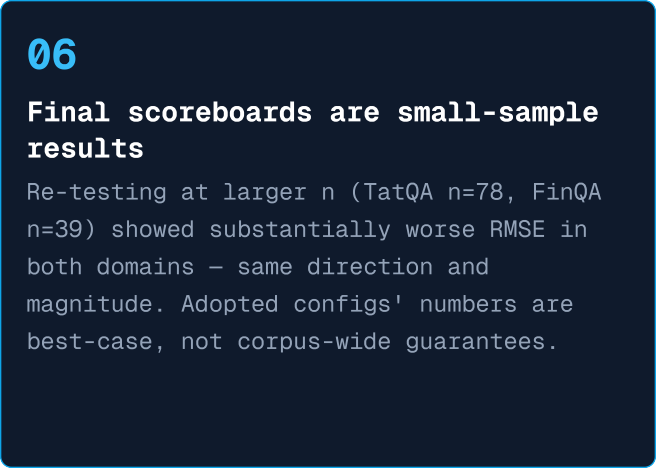 06
Final scoreboards are small-sample
results
Re-testing at larger n (TatQA n=78, FinQA
n=39) showed substantially worse RMSE in
both domains — same direction and
magnitude. Adopted configs' numbers are
best-case, not corpus-wide guarantees.